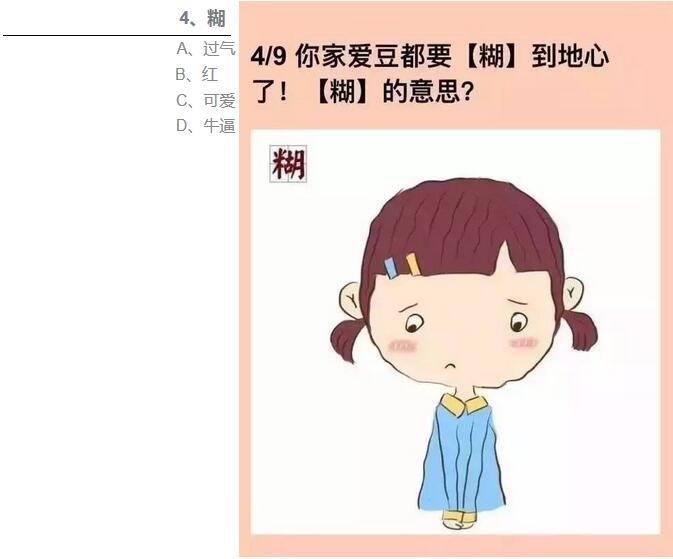 4、糊
A、过气
B、红
C、可爱
D、牛逼
4/9 你家爱豆都要【糊】到地心
了！【糊】的意思?
糊